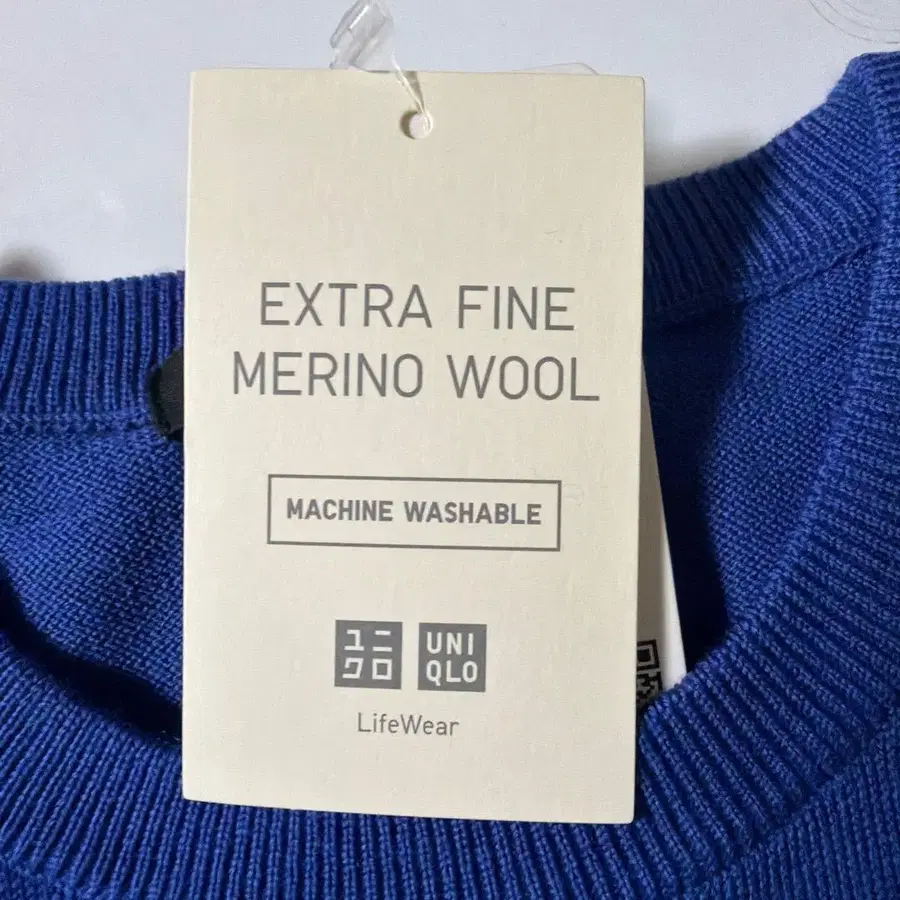 EXTRA FINE
MERINO WOOL
MACHINE WASHABLE
ユニ
クロ
UNI
QLO
LifeWear